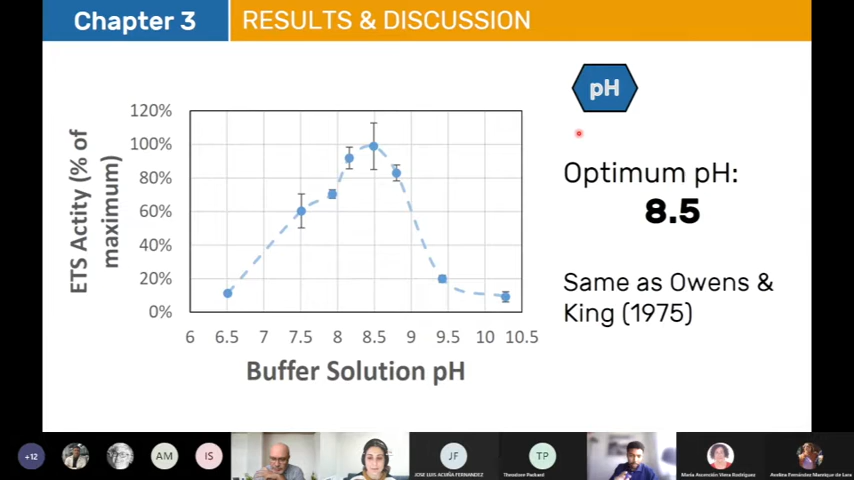 Chapter 3
RESULTS & DISCUSSION
pH
Optimum pH:
8.5
Same as Owens &
King (1975)
ETS Actity (% of
maximum)
120%
100%
80%
60%
40%
20%
0%
6 6.5 7 7.5 8 8.5 9 9.5 10 10.5
Buffer Solution pH
+12
AM
IS
JF
JOSE LUIS ACHIÑA FERNANDEZ
TP
Theodore Packard
María Ascensión Viera Rodríguez
Avelina Fernández Manrique de Lara